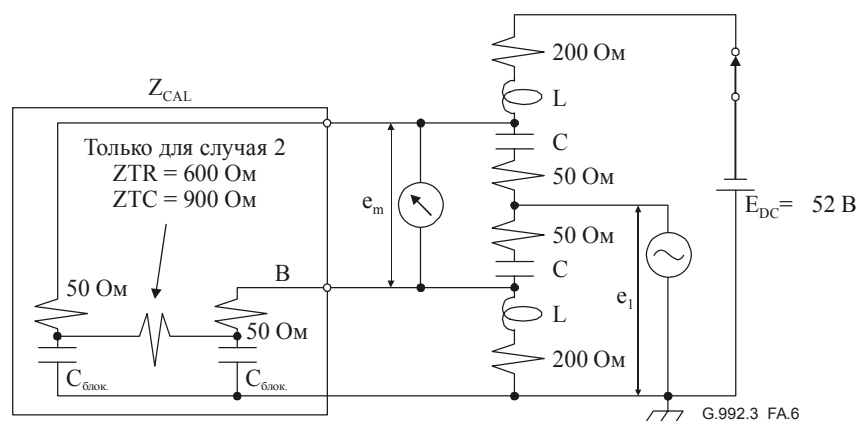 200 Ом
Z_CAL
L
Только для случая 2
ZTR = 600 Ом
ZTC = 900 Ом
C
50 Ом
e_m
E_DC= 52 В
50 Ом
C
B
50 Ом
50 Ом
e_1
L
200 Ом
C_блок.
C_блок.
G.992.3 FA.6